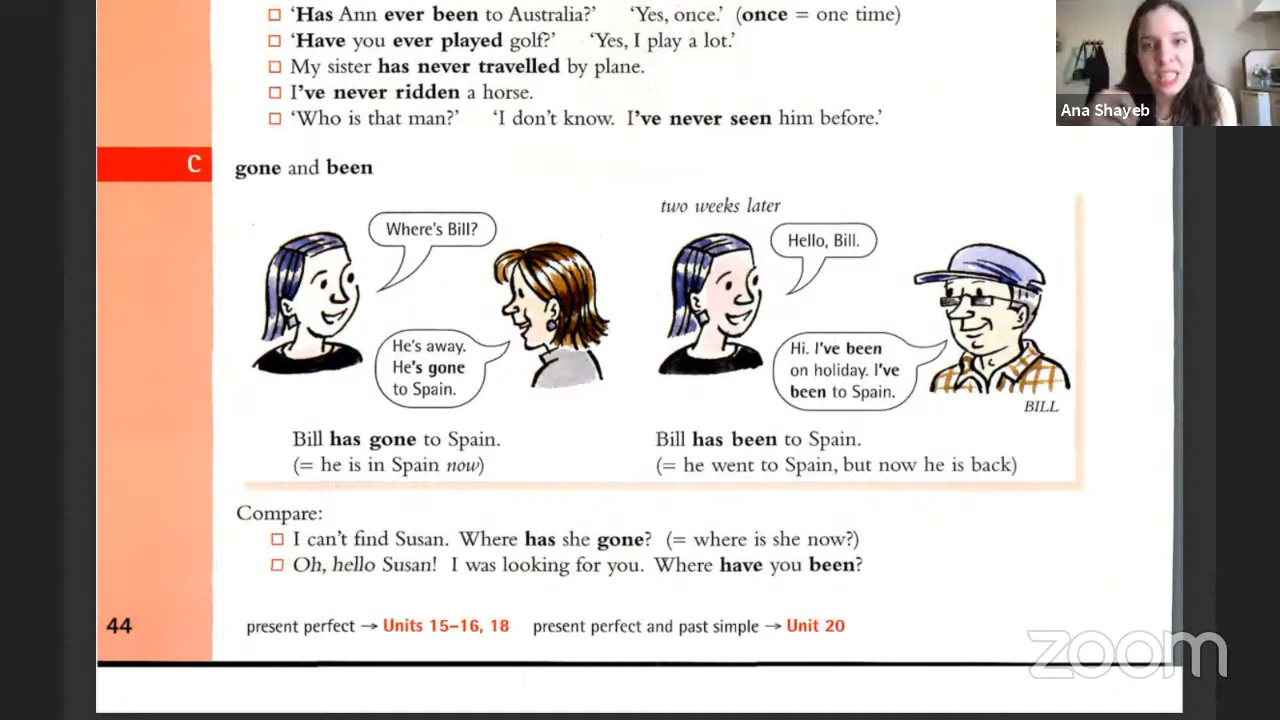 ‘Has Ann ever been to Australia?’ ‘Yes, once.’ (once = one time)
‘Have you ever played golf?’ ‘Yes, I play a lot.’
My sister has never travelled by plane.
I’ve never ridden a horse.
‘Who is that man?’ ‘I don’t know. I’ve never seen him before.’
Ana Shayeb
C
gone and been
Where’s Bill?
He’s away.
He’s gone
to Spain.
two weeks later
Hello, Bill.
Hi. I’ve been
on holiday. I’ve
been to Spain.
BILL
Bill has gone to Spain.
(= he is in Spain now)
Bill has been to Spain.
(= he went to Spain, but now he is back)
Compare:
I can’t find Susan. Where has she gone? (= where is she now?)
Oh, hello Susan! I was looking for you. Where have you been?
44
present perfect → Units 15–16, 18 present perfect and past simple → Unit 20
zoom